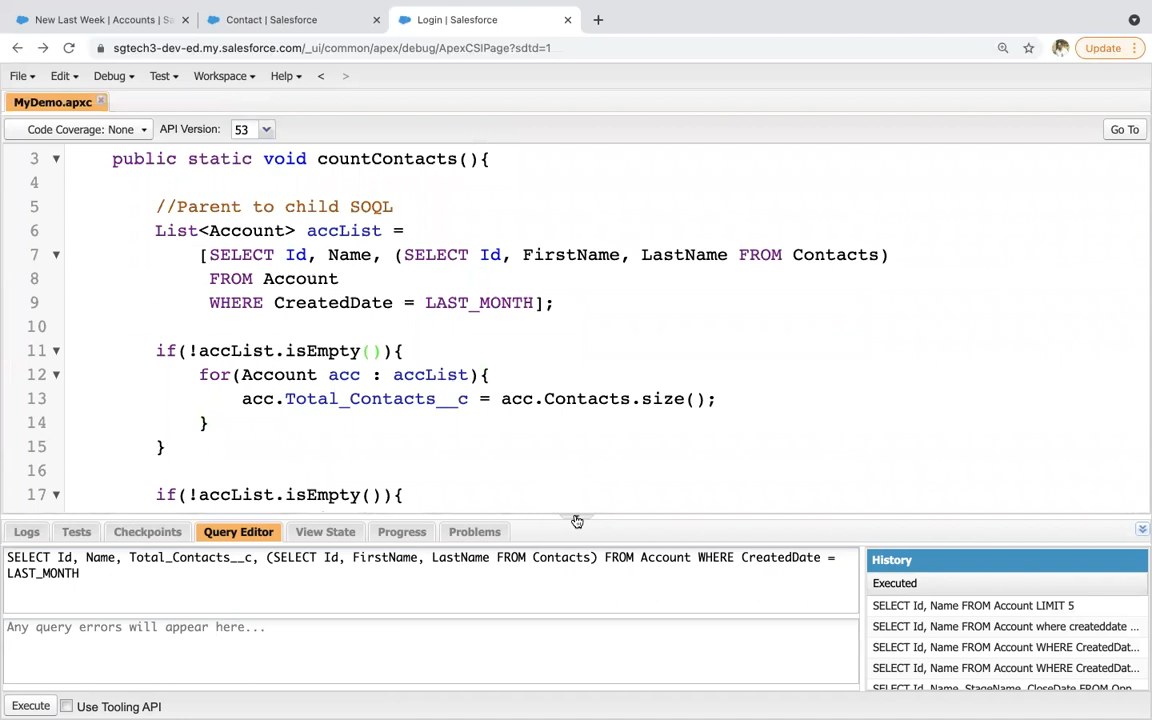 New Last Week | Accounts | Sa
Contact | Salesforce
Login | Salesforce
sgtech3-dev-ed.my.salesforce.com/_ui/common/apex/debug/ApexCSIPage?sdtd=1
Update
File Edit Debug Test Workspace Help < >
MyDemo.apxc
Code Coverage: None API Version: 53 Go To
3 public static void countContacts(){
4
5 //Parent to child SOQL
6 List<Account> accList =
7 [SELECT Id, Name, (SELECT Id, FirstName, LastName FROM Contacts)
8 FROM Account
9 WHERE CreatedDate = LAST_MONTH];
10
11 if(!accList.isEmpty()){
12 for(Account acc : accList){
13 acc.Total_Contacts__c = acc.Contacts.size();
14 }
15 }
16
17 if(!accList.isEmpty()){
Logs Tests Checkpoints Query Editor View State Progress Problems
SELECT Id, Name, Total_Contacts__c, (SELECT Id, FirstName, LastName FROM Contacts) FROM Account WHERE CreatedDate =
LAST_MONTH
Any query errors will appear here...
History
Executed
SELECT Id, Name FROM Account LIMIT 5
SELECT Id, Name FROM Account where createddate ...
SELECT Id, Name FROM Account WHERE CreatedDat...
SELECT Id, Name FROM Account WHERE CreatedDat...
SELECT Id, Name, StageName, CloseDate FROM Opp...
Execute Use Tooling API